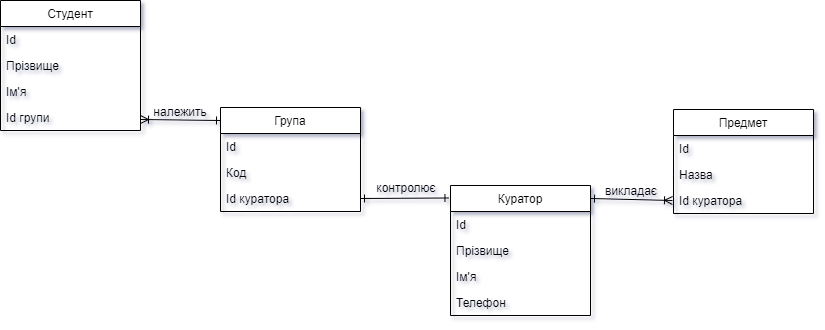 Студент
Id
Прізвище
Ім'я
Id групи
належить
Група
Id
Код
Id куратора
контролює
Куратор
Id
Прізвище
Ім'я
Телефон
викладає
Предмет
Id
Назва
Id куратора